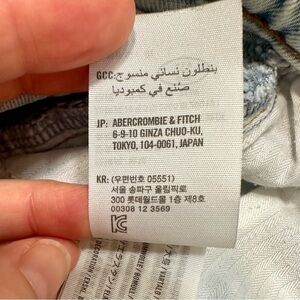 GCC: بنطلون نسائي منسوج:
صُنع في كمبوديا
JP: ABERCROMBIE & FITCH
6-9-10 GINZA CHUO-KU,
TOKYO, 104-0061, JAPAN
KR: (우편번호 05551)
서울 송파구 올림픽로
300 롯데월드몰 1층 제8호
00308 12 3569